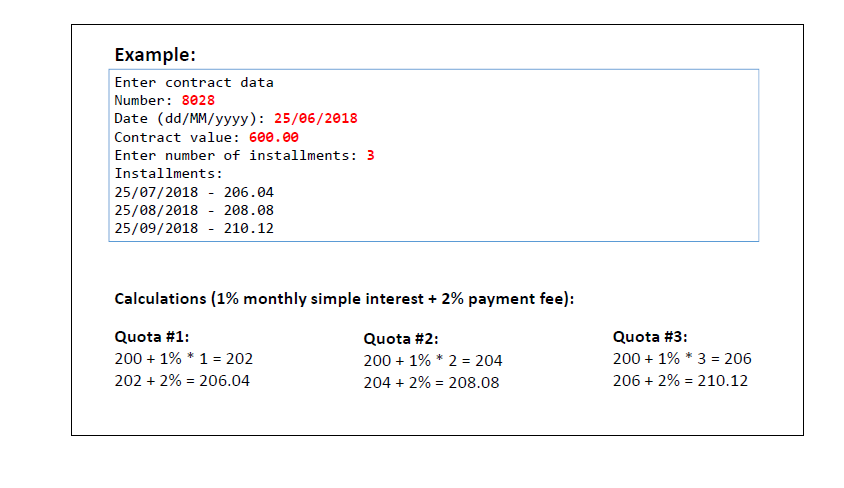 Example:
Enter contract data
Number: 8028
Date (dd/MM/yyyy): 25/06/2018
Contract value: 600.00
Enter number of installments: 3
Installments:
25/07/2018 - 206.04
25/08/2018 - 208.08
25/09/2018 - 210.12
Calculations (1% monthly simple interest + 2% payment fee):
Quota #1:
200 + 1% * 1 = 202
202 + 2% = 206.04
Quota #2:
200 + 1% * 2 = 204
204 + 2% = 208.08
Quota #3:
200 + 1% * 3 = 206
206 + 2% = 210.12